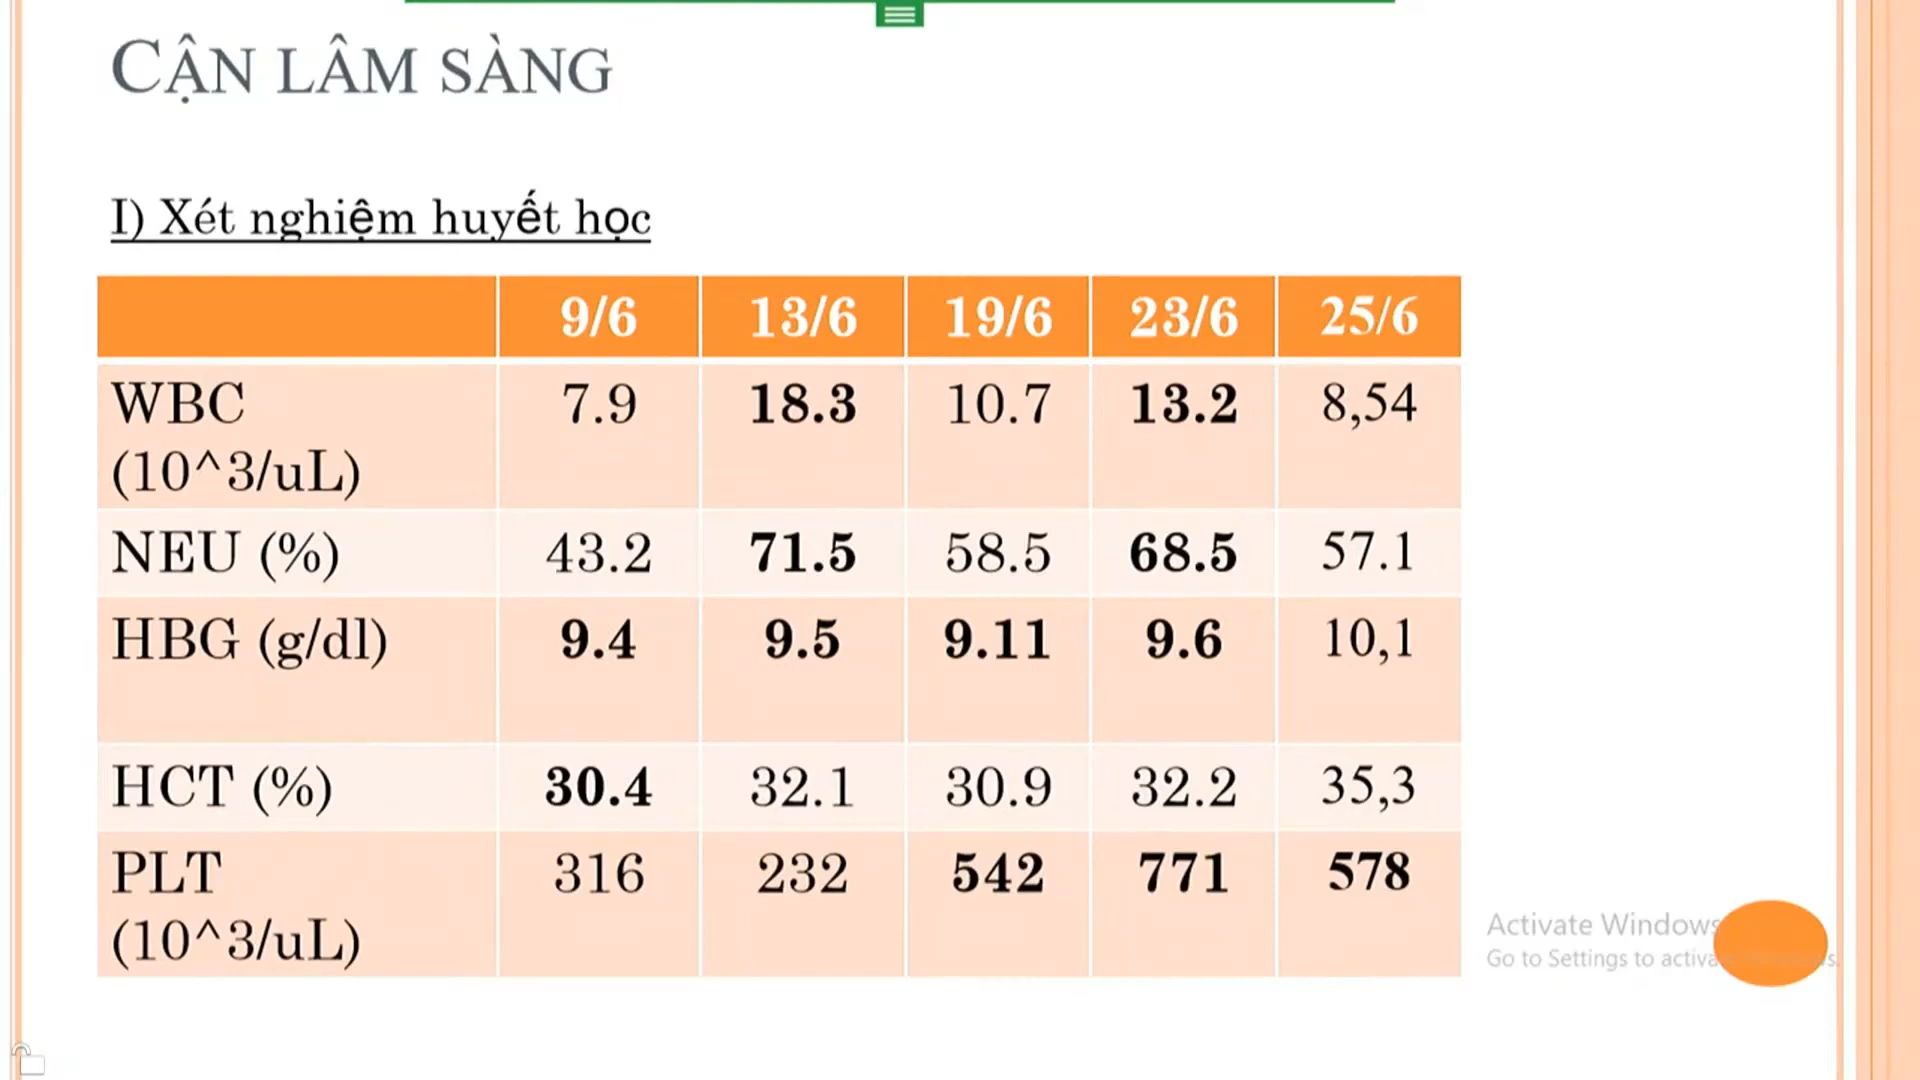 CẬN LÂM SÀNG
I) Xét nghiệm huyết học
9/6 13/6 19/6 23/6 25/6
WBC 7.9 18.3 10.7 13.2 8,54
(10^3/uL)
NEU (%) 43.2 71.5 58.5 68.5 57.1
HBG (g/dl) 9.4 9.5 9.11 9.6 10,1
HCT (%) 30.4 32.1 30.9 32.2 35,3
PLT 316 232 542 771 578
(10^3/uL)
Activate Windows
Go to Settings to